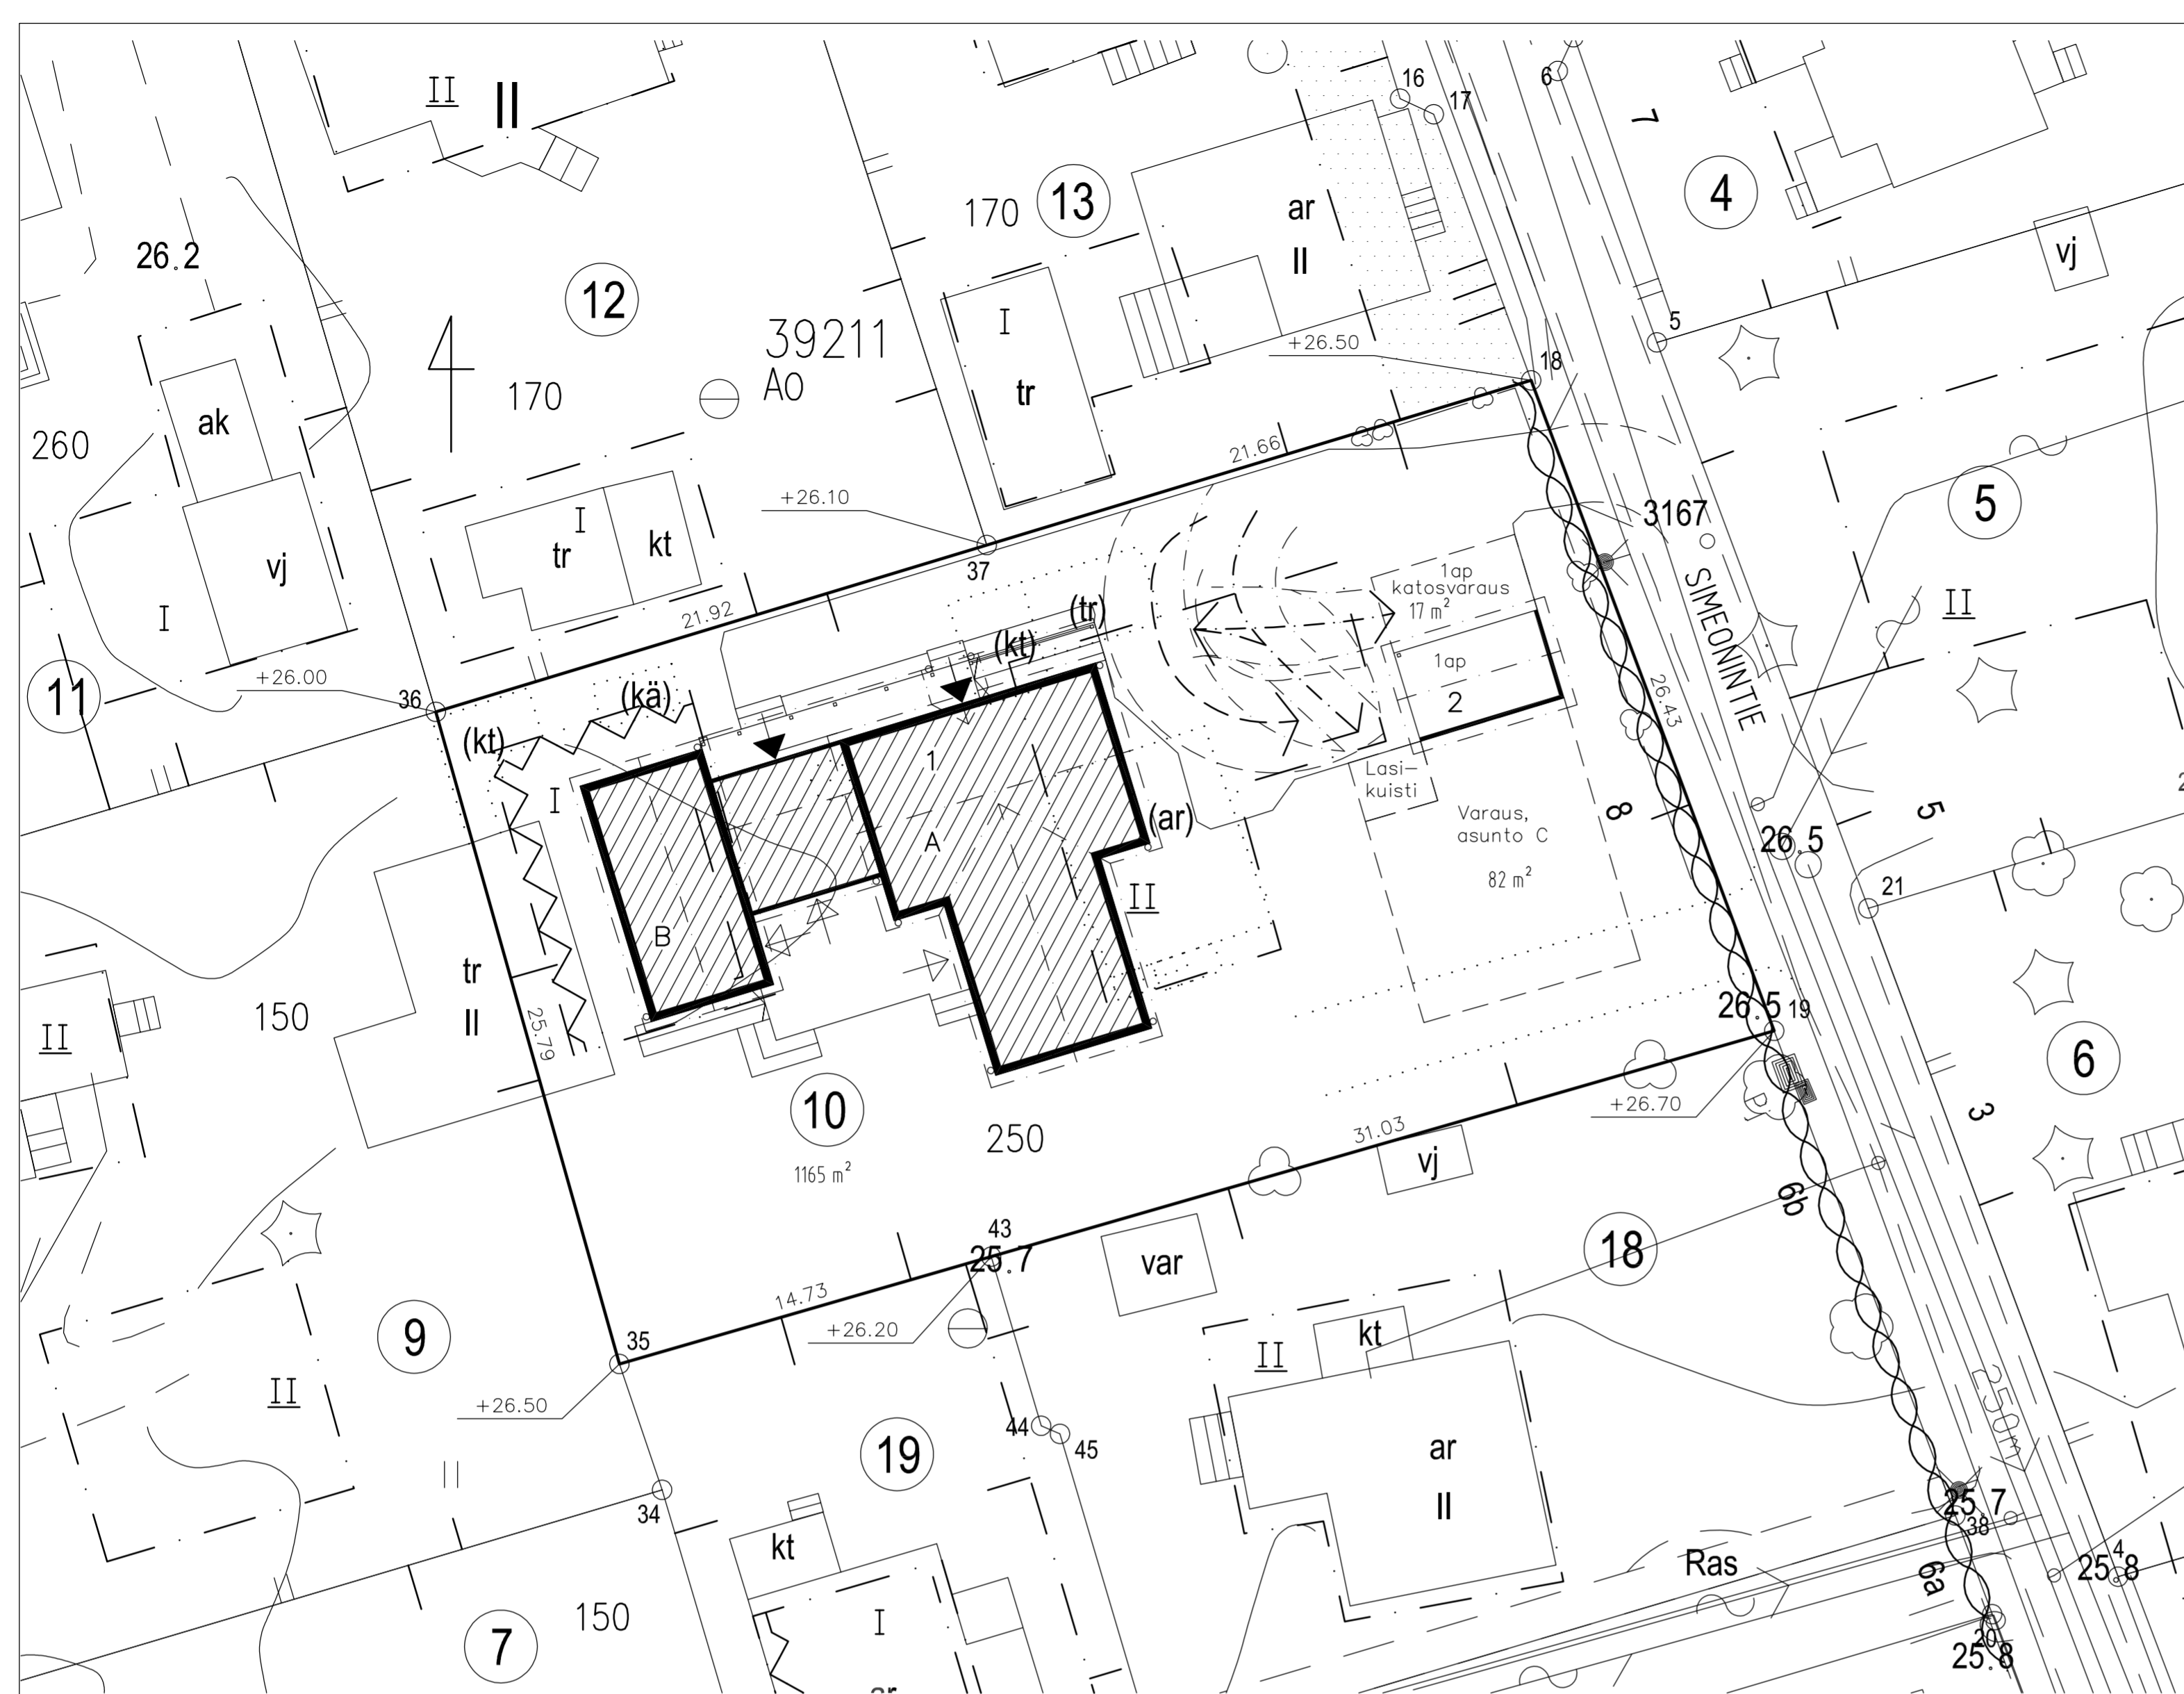 II
II
16
17
6
7
4
vj
170
13
ar
II
26.2
12
I
tr
39211
AO
+26.50
18
5
ak
170
260
vj
I
I
tr
kt
+26.10
21.66
37
5
3167
SIMEONINTIE
II
21.92
1ap
katosvaraus
17 m²
(tr)
(kt)
1ap
2
26.43
11
+26.00
36
(kä)
(kt)
I
1
A
B
(ar)
II
Lasi-
kuisti
Varaus,
asunto C
82 m²
8
26.5
5
21
tr
II
25.79
150
II
26.5
19
6
10
1165 m²
250
+26.70
31.03
vj
3
6b
43
25.7
var
18
14.73
+26.20
35
9
II
+26.50
II
kt
44
45
19
ar
II
34
kt
25.7
38
Ras
4
25.8
6a
7
150
I
20
25.8